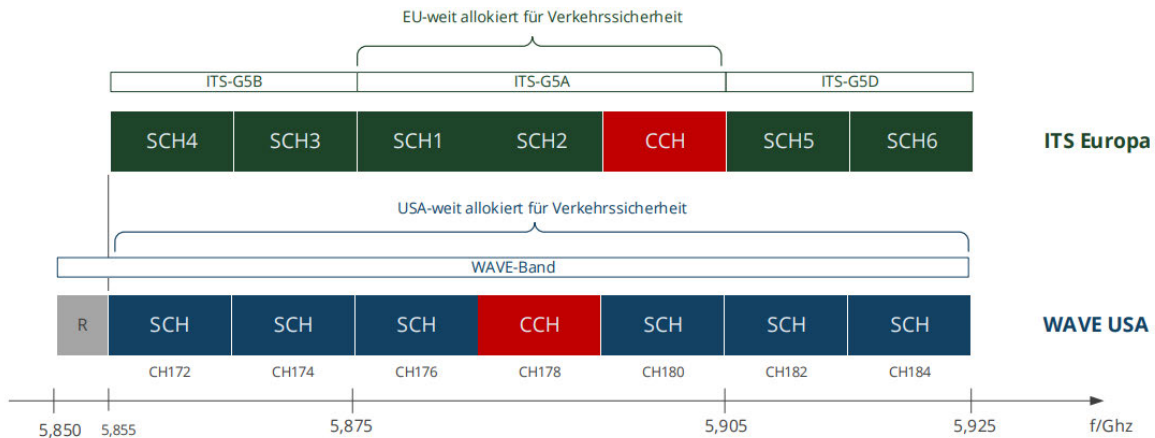 EU-weit allokiert für Verkehrssicherheit
ITS-G5B ITS-G5A ITS-G5D
SCH4 SCH3 SCH1 SCH2 CCH SCH5 SCH6 ITS Europa
USA-weit allokiert für Verkehrssicherheit
WAVE-Band
R SCH SCH SCH CCH SCH SCH SCH WAVE USA
CH172 CH174 CH176 CH178 CH180 CH182 CH184
5,850 5,855 5,875 5,905 5,925 f/Ghz